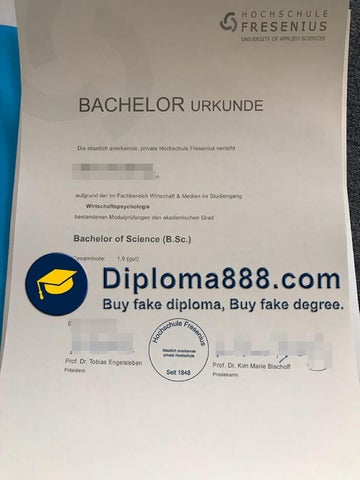 HOCHSCHULE
FRESENIUS
UNIVERSITY OF APPLIED SCIENCES
BACHELOR URKUNDE
Die staatlich anerkannte, private Hochschule Fresenius verleiht
aufgrund der im Fachbereich Wirtschaft & Medien im Studiengang
Wirtschaftspsychologie
bestandenen Modulprüfungen den akademischen Grad
Bachelor of Science (B.Sc.)
Gesamtnote: 1,9 (gut)
Diploma888.com
Buy fake diploma, Buy fake degree.
Hochschule Fresenius
Staatlich anerkannte
private Hochschule
Seit 1848
Prof. Dr. Tobias Engelsleben
Präsident
Prof. Dr. Kim Marie Bischoff
Prodekanin